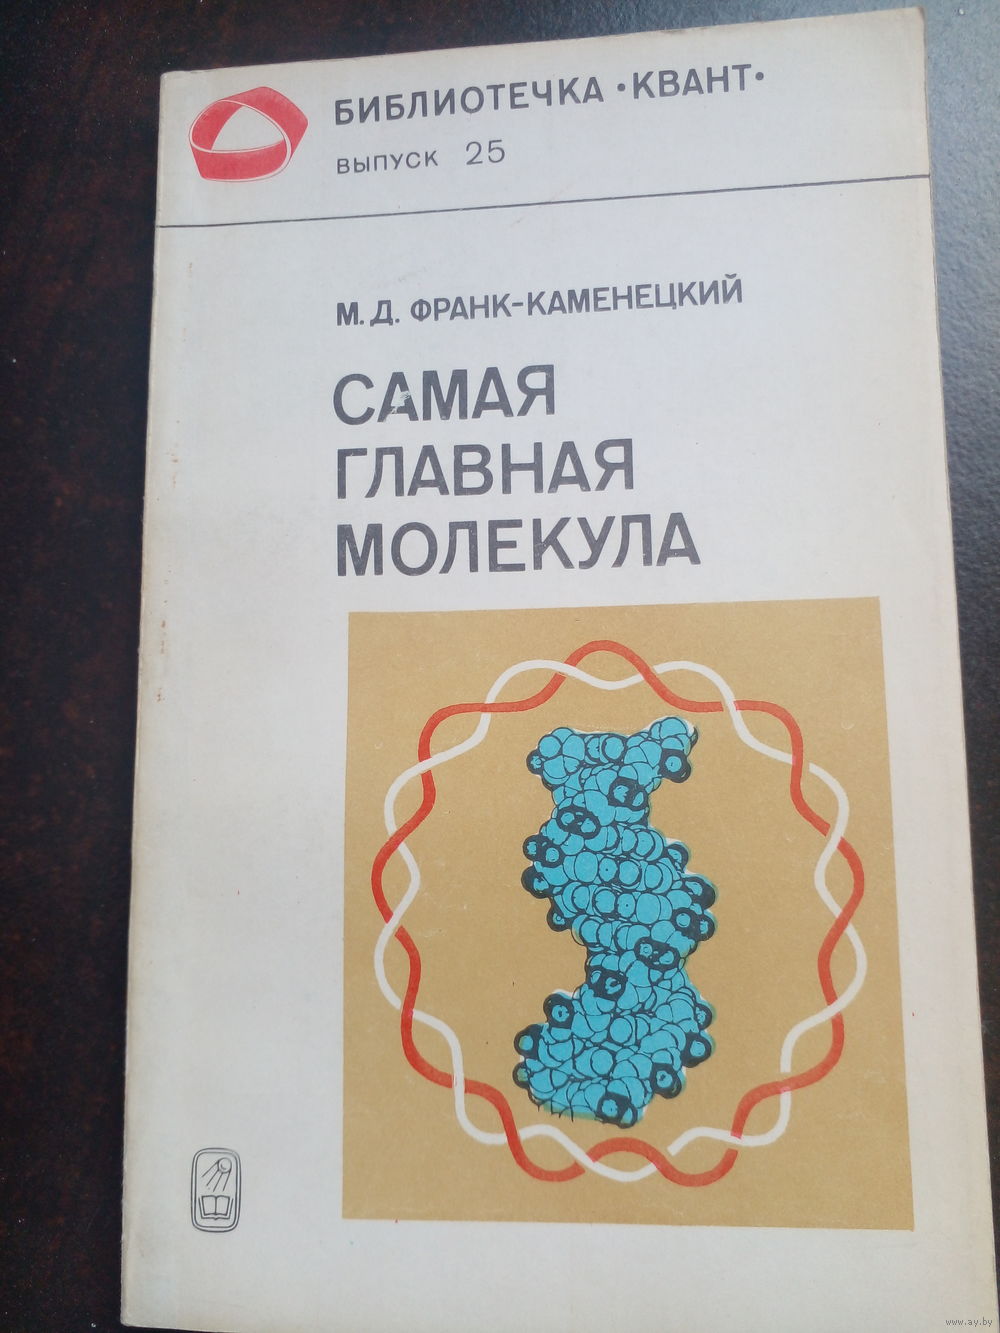 БИБЛИОТЕЧКА •КВАНТ•
ВЫПУСК 25
М. Д. ФРАНК-КАМЕНЕЦКИЙ
САМАЯ
ГЛАВНАЯ
МОЛЕКУЛА
www.ay.by